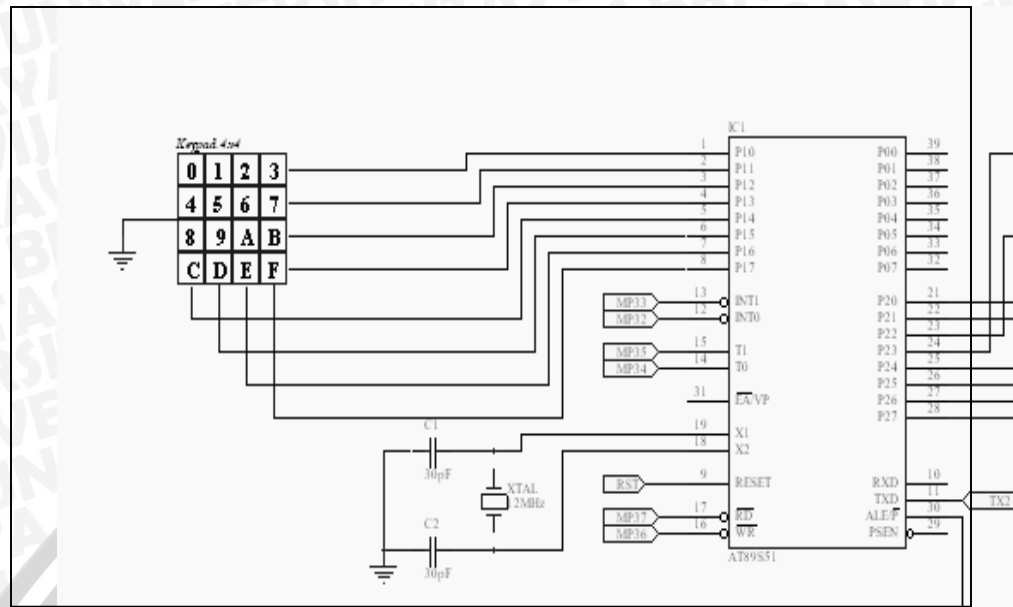 Keypad 4x4
0 1 2 3
4 5 6 7
8 9 A B
C D E F
IC1
1 P10 P00 39
2 P11 P01 38
3 P12 P02 37
4 P13 P03 36
5 P14 P04 35
6 P15 P05 34
7 P16 P06 33
8 P17 P07 32
MP33 13 INT1 P20 21
MP32 12 INT0 P21 22
P22 23
MP35 15 T1 P23 24
MP34 14 T0 P24 25
P25 26
31 EA/VP P26 27
P27 28
C1
30pF
19 X1
18 X2
XTAL
12MHz
RST 9 RESET RXD 10
TXD 11 TX2
MP37 17 RD ALE/P 30
MP36 16 WR PSEN 29
C2
30pF
AT89S51